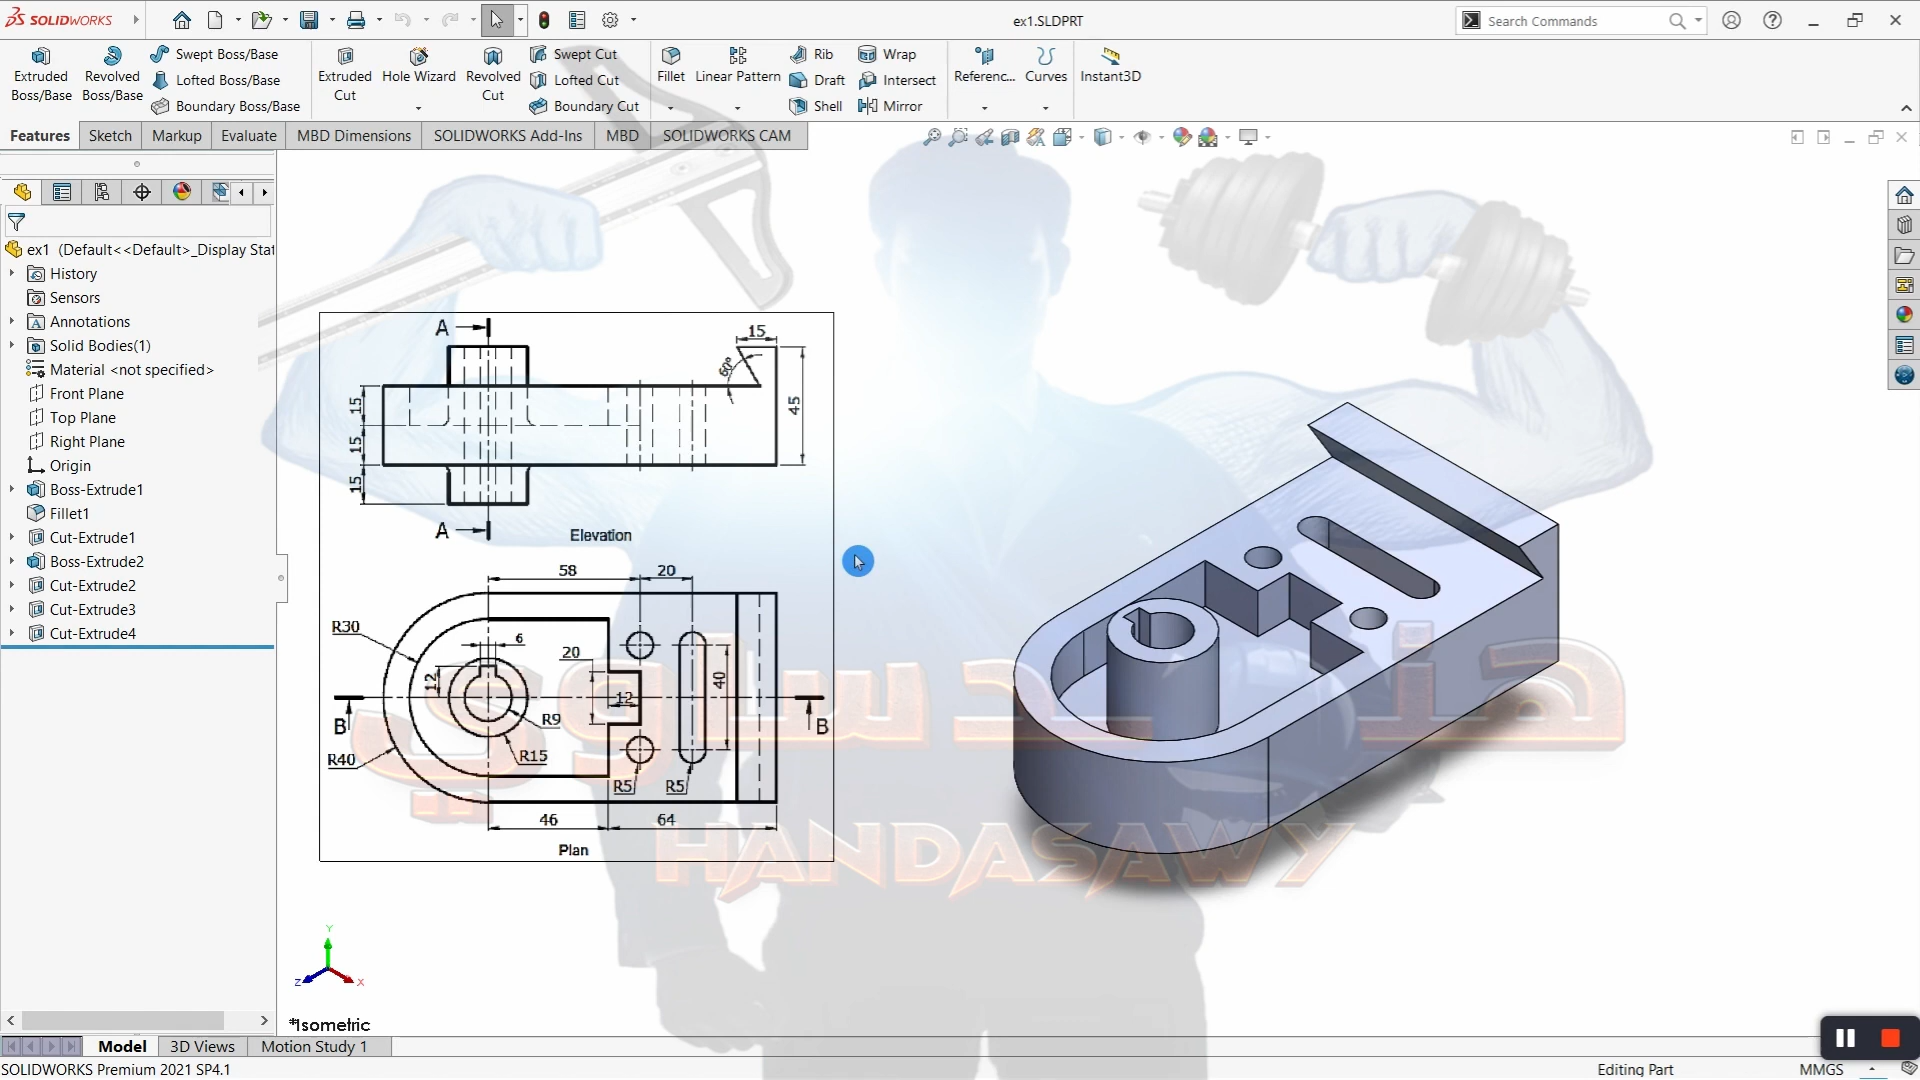 SOLIDWORKS
ex1.SLDPRT
Search Commands
Extruded Boss/Base
Revolved Boss/Base
Swept Boss/Base
Lofted Boss/Base
Boundary Boss/Base
Extruded Cut
Hole Wizard
Revolved Cut
Swept Cut
Lofted Cut
Boundary Cut
Fillet
Linear Pattern
Rib
Draft
Shell
Wrap
Intersect
Mirror
Referenc...
Curves
Instant3D
Features
Sketch
Markup
Evaluate
MBD Dimensions
SOLIDWORKS Add-Ins
MBD
SOLIDWORKS CAM
ex1 (Default<<Default>_Display Stat
History
Sensors
Annotations
Solid Bodies(1)
Material <not specified>
Front Plane
Top Plane
Right Plane
Origin
Boss-Extrude1
Fillet1
Cut-Extrude1
Boss-Extrude2
Cut-Extrude2
Cut-Extrude3
Cut-Extrude4
A
15
60°
45
15
15
15
A
Elevation
58
20
R30
6
20
12
12
40
B
B
R9
R40
R15
R5
R5
46
64
Plan
هندساوي
HANDASAWY
Y
Z
X
*Isometric
Model
3D Views
Motion Study 1
SOLIDWORKS Premium 2021 SP4.1
Editing Part
MMGS